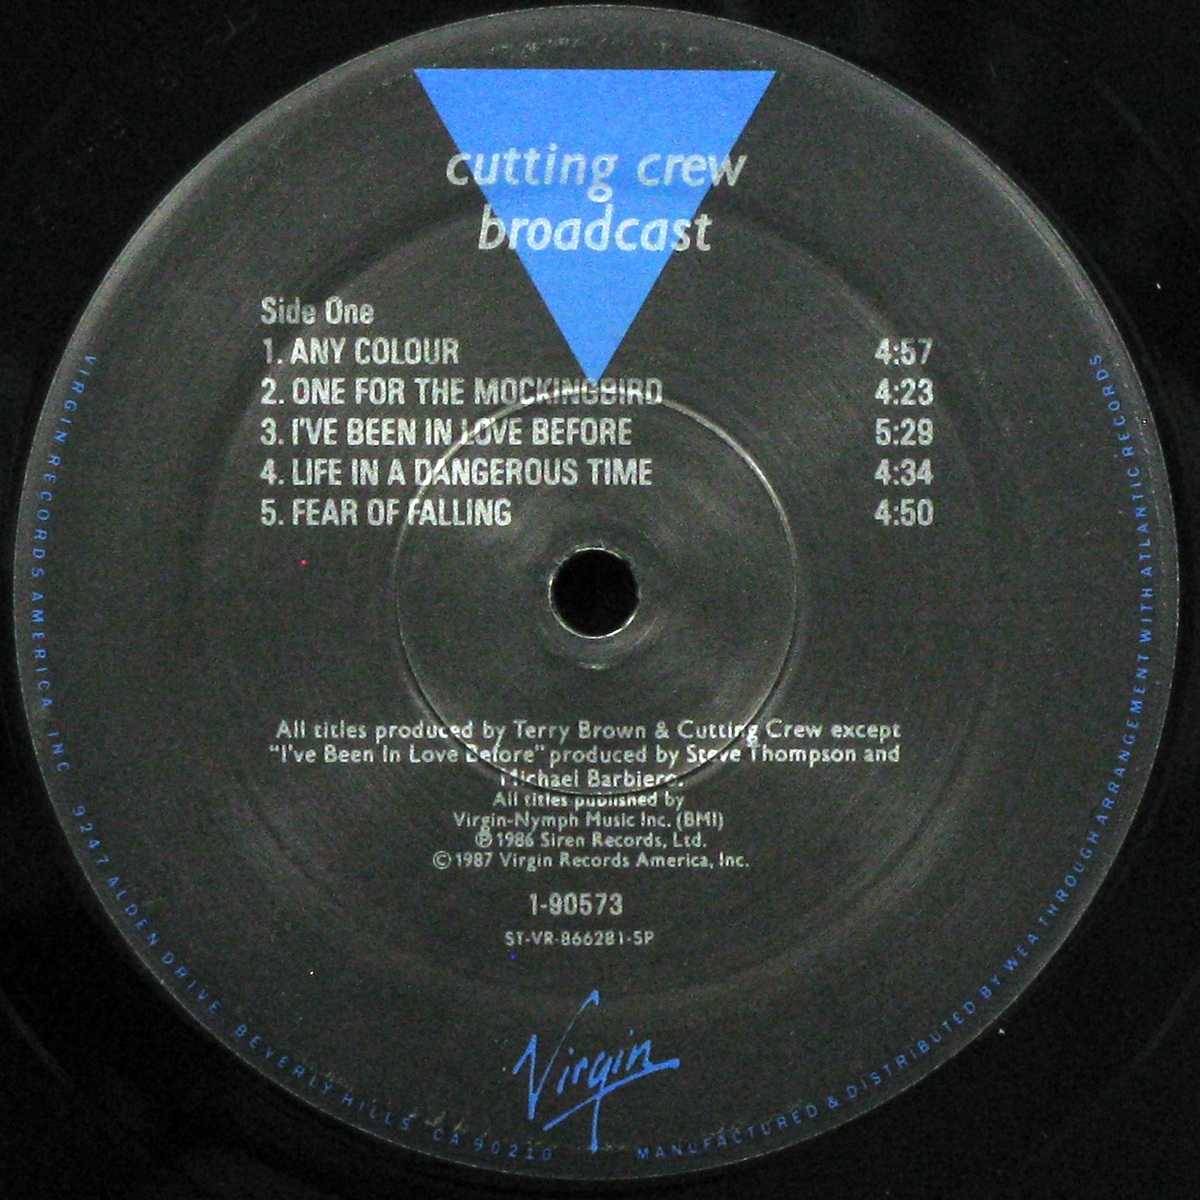 cutting crew
broadcast
Side One
1. ANY COLOUR 4:57
2. ONE FOR THE MOCKINGBIRD 4:23
3. I'VE BEEN IN LOVE BEFORE 5:29
4. LIFE IN A DANGEROUS TIME 4:34
5. FEAR OF FALLING 4:50
All titles produced by Terry Brown & Cutting Crew except
"I've Been In Love Before" produced by Steve Thompson and
Michael Barbiero.
All titles published by
Virgin-Nymph Music Inc. (BMI)
℗ 1986 Siren Records, Ltd.
© 1987 Virgin Records America, Inc.
1-90573
ST-VR-866281-SP
Virgin
VIRGIN RECORDS AMERICA, INC. 9247 ALDEN DRIVE, BEVERLY HILLS, CA 90210 MANUFACTURED & DISTRIBUTED BY WEA THROUGH ARRANGEMENT WITH ATLANTIC RECORDS